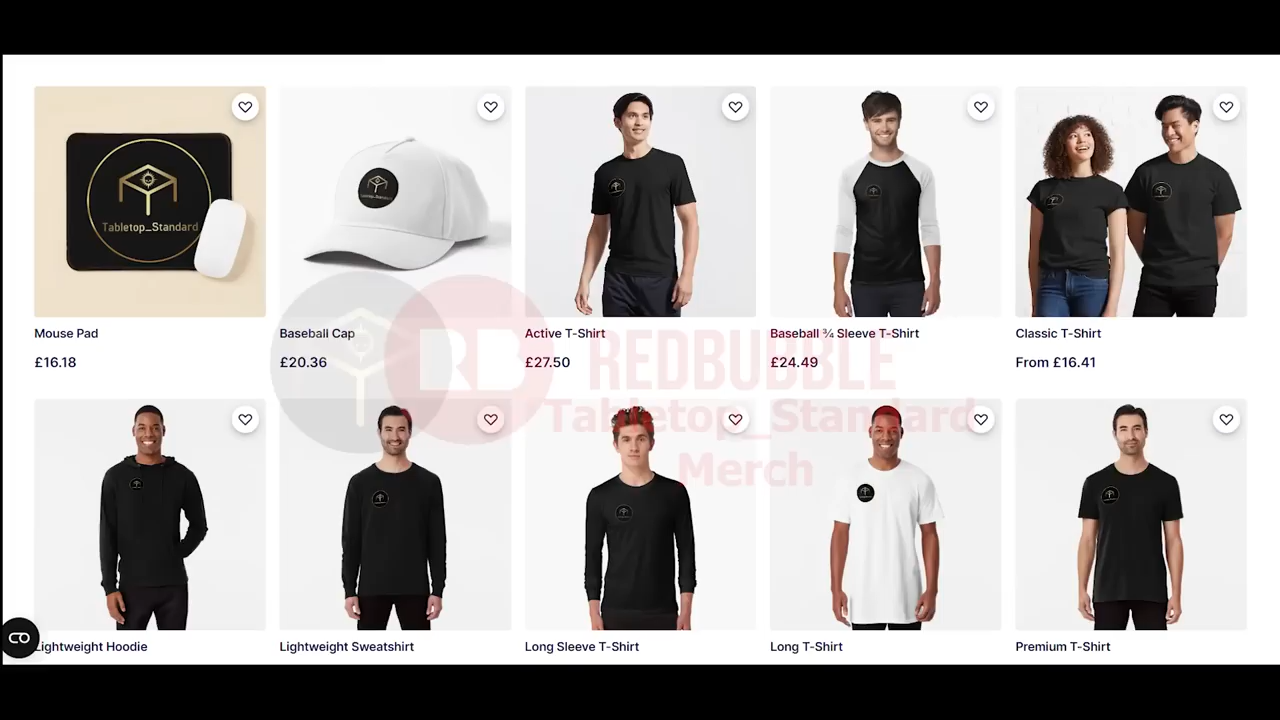 Tabletop_Standard
Tabletop_Standard
Mouse Pad
Baseball Cap
Active T-Shirt
Baseball ¾ Sleeve T-Shirt
Classic T-Shirt
£16.18
£20.36
£27.50
£24.49
From £16.41
RB REDBUBBLE
Tabletop_Standard
Merch
Lightweight Hoodie
Lightweight Sweatshirt
Long Sleeve T-Shirt
Long T-Shirt
Premium T-Shirt